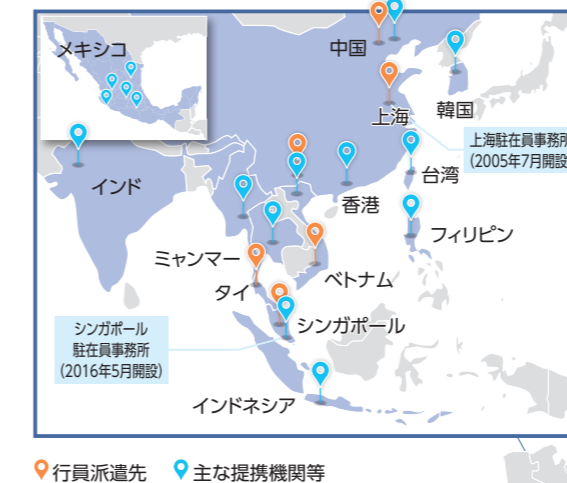 メキシコ
中国
韓国
上海
上海駐在員事務所
(2005年7月開設
台湾
インド
香港
フィリピン
ミャンマー
ベトナム
タイ
シンガポール
シンガポール
駐在員事務所
(2016年5月開設)
インドネシア
行員派遣先 主な提携機関等